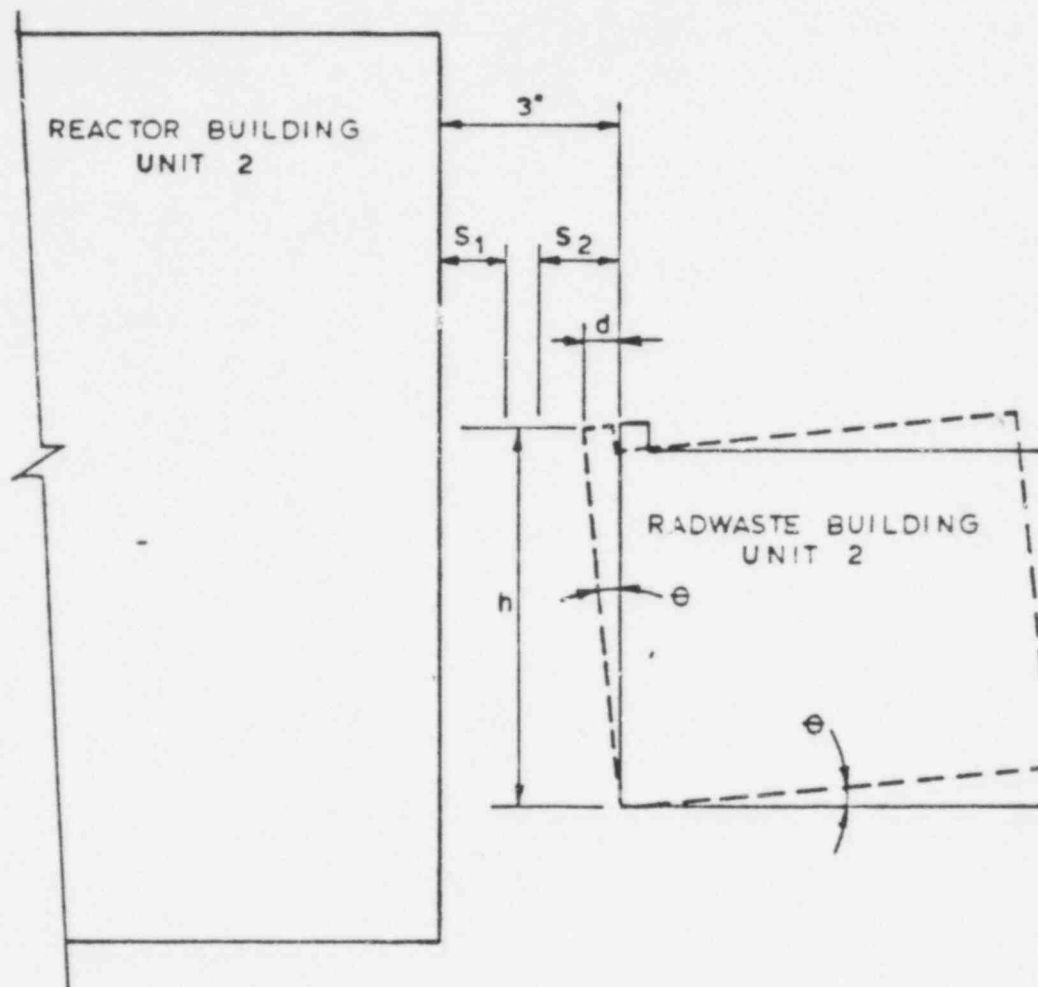 REACTOR BUILDING
UNIT 2
3"
S1
S2
d
h
θ
RADWASTE BUILDING
UNIT 2
θ